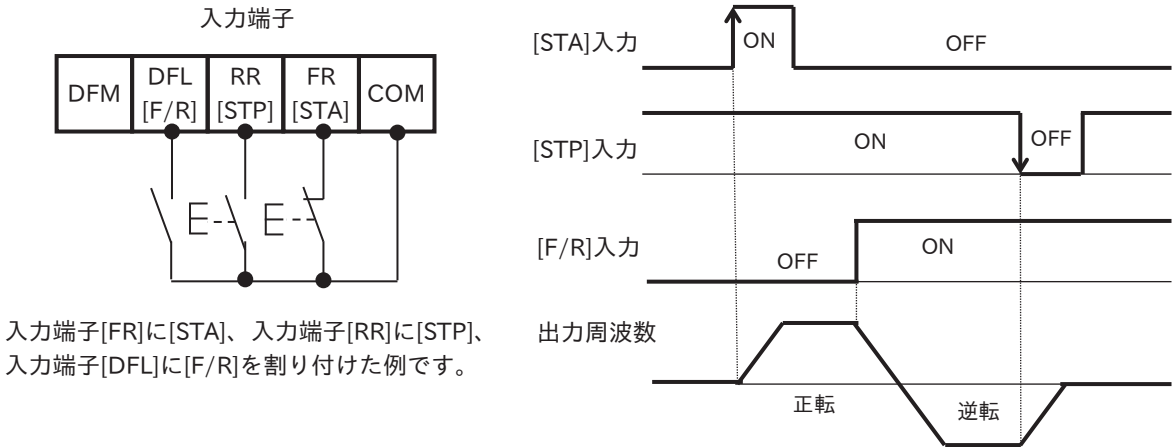 入力端子
DFM
DFL
[F/R]
RR
[STP]
FR
[STA]
COM
入力端子[FR]に[STA]、入力端子[RR]に[STP]、
入力端子[DFL]に[F/R]を割り付けた例です。
[STA]入力
ON
OFF
[STP]入力
ON
OFF
[F/R]入力
OFF
ON
出力周波数
正転
逆転